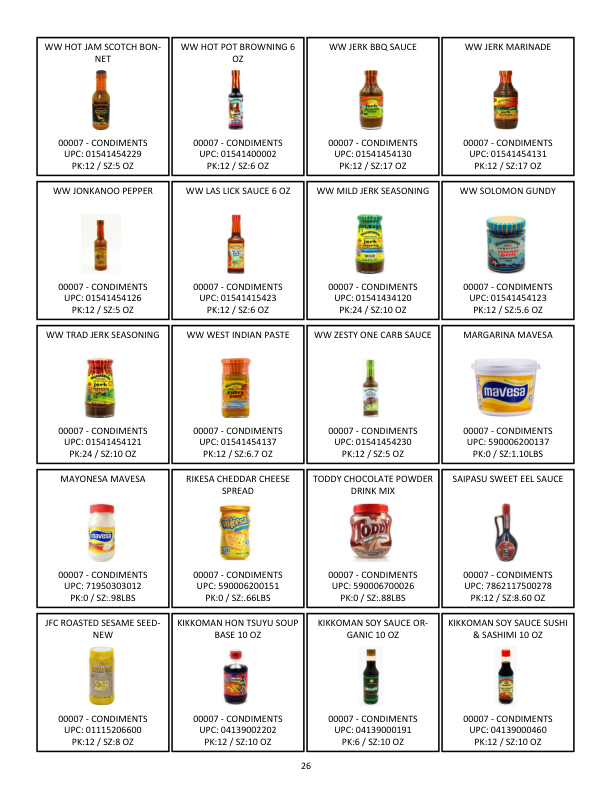 WW HOT JAM SCOTCH BON-
NET
00007 - CONDIMENTS
UPC: 01541454229
PK:12 / SZ:5 OZ
WW HOT POT BROWNING 6
OZ
00007 - CONDIMENTS
UPC: 01541400002
PK:12 / SZ:6 OZ
WW JERK BBQ SAUCE
00007 - CONDIMENTS
UPC: 01541454130
PK:12 / SZ:17 OZ
WW JERK MARINADE
00007 - CONDIMENTS
UPC: 01541454131
PK:12 / SZ:17 OZ
WW JONKANOO PEPPER
00007 - CONDIMENTS
UPC: 01541454126
PK:12 / SZ:5 OZ
WW LAS LICK SAUCE 6 OZ
00007 - CONDIMENTS
UPC: 01541415423
PK:12 / SZ:6 OZ
WW MILD JERK SEASONING
jerk
MILD
00007 - CONDIMENTS
UPC: 01541434120
PK:24 / SZ:10 OZ
WW SOLOMON GUNDY
00007 - CONDIMENTS
UPC: 01541454123
PK:12 / SZ:5.6 OZ
WW TRAD JERK SEASONING
jerk
00007 - CONDIMENTS
UPC: 01541454121
PK:24 / SZ:10 OZ
WW WEST INDIAN PASTE
00007 - CONDIMENTS
UPC: 01541454137
PK:12 / SZ:6.7 OZ
WW ZESTY ONE CARB SAUCE
00007 - CONDIMENTS
UPC: 01541454230
PK:12 / SZ:5 OZ
MARGARINA MAVESA
mavesa
00007 - CONDIMENTS
UPC: 590006200137
PK:0 / SZ:1.10LBS
MAYONESA MAVESA
mavesa
00007 - CONDIMENTS
UPC: 71950303012
PK:0 / SZ:.98LBS
RIKESA CHEDDAR CHEESE
SPREAD
Rikesa
00007 - CONDIMENTS
UPC: 590006200151
PK:0 / SZ:.66LBS
TODDY CHOCOLATE POWDER
DRINK MIX
TODDY
00007 - CONDIMENTS
UPC: 590006700026
PK:0 / SZ:.88LBS
SAIPASU SWEET EEL SAUCE
00007 - CONDIMENTS
UPC: 7862117500278
PK:12 / SZ:8.60 OZ
JFC ROASTED SESAME SEED-
NEW
00007 - CONDIMENTS
UPC: 01115206600
PK:12 / SZ:8 OZ
KIKKOMAN HON TSUYU SOUP
BASE 10 OZ
00007 - CONDIMENTS
UPC: 04139002202
PK:12 / SZ:10 OZ
KIKKOMAN SOY SAUCE OR-
GANIC 10 OZ
00007 - CONDIMENTS
UPC: 04139000191
PK:6 / SZ:10 OZ
KIKKOMAN SOY SAUCE SUSHI
& SASHIMI 10 OZ
00007 - CONDIMENTS
UPC: 04139000460
PK:12 / SZ:10 OZ
26